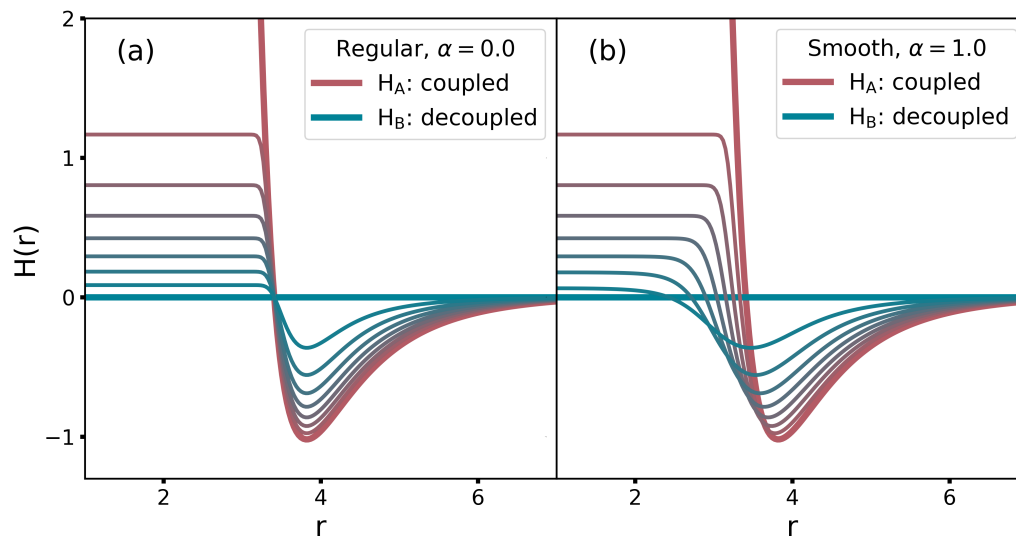 (a)
Regular, α = 0.0
H_A: coupled
H_B: decoupled
(b)
Smooth, α = 1.0
H_A: coupled
H_B: decoupled
H(r)
2
1
0
−1
2
4
6
2
4
6
r
r